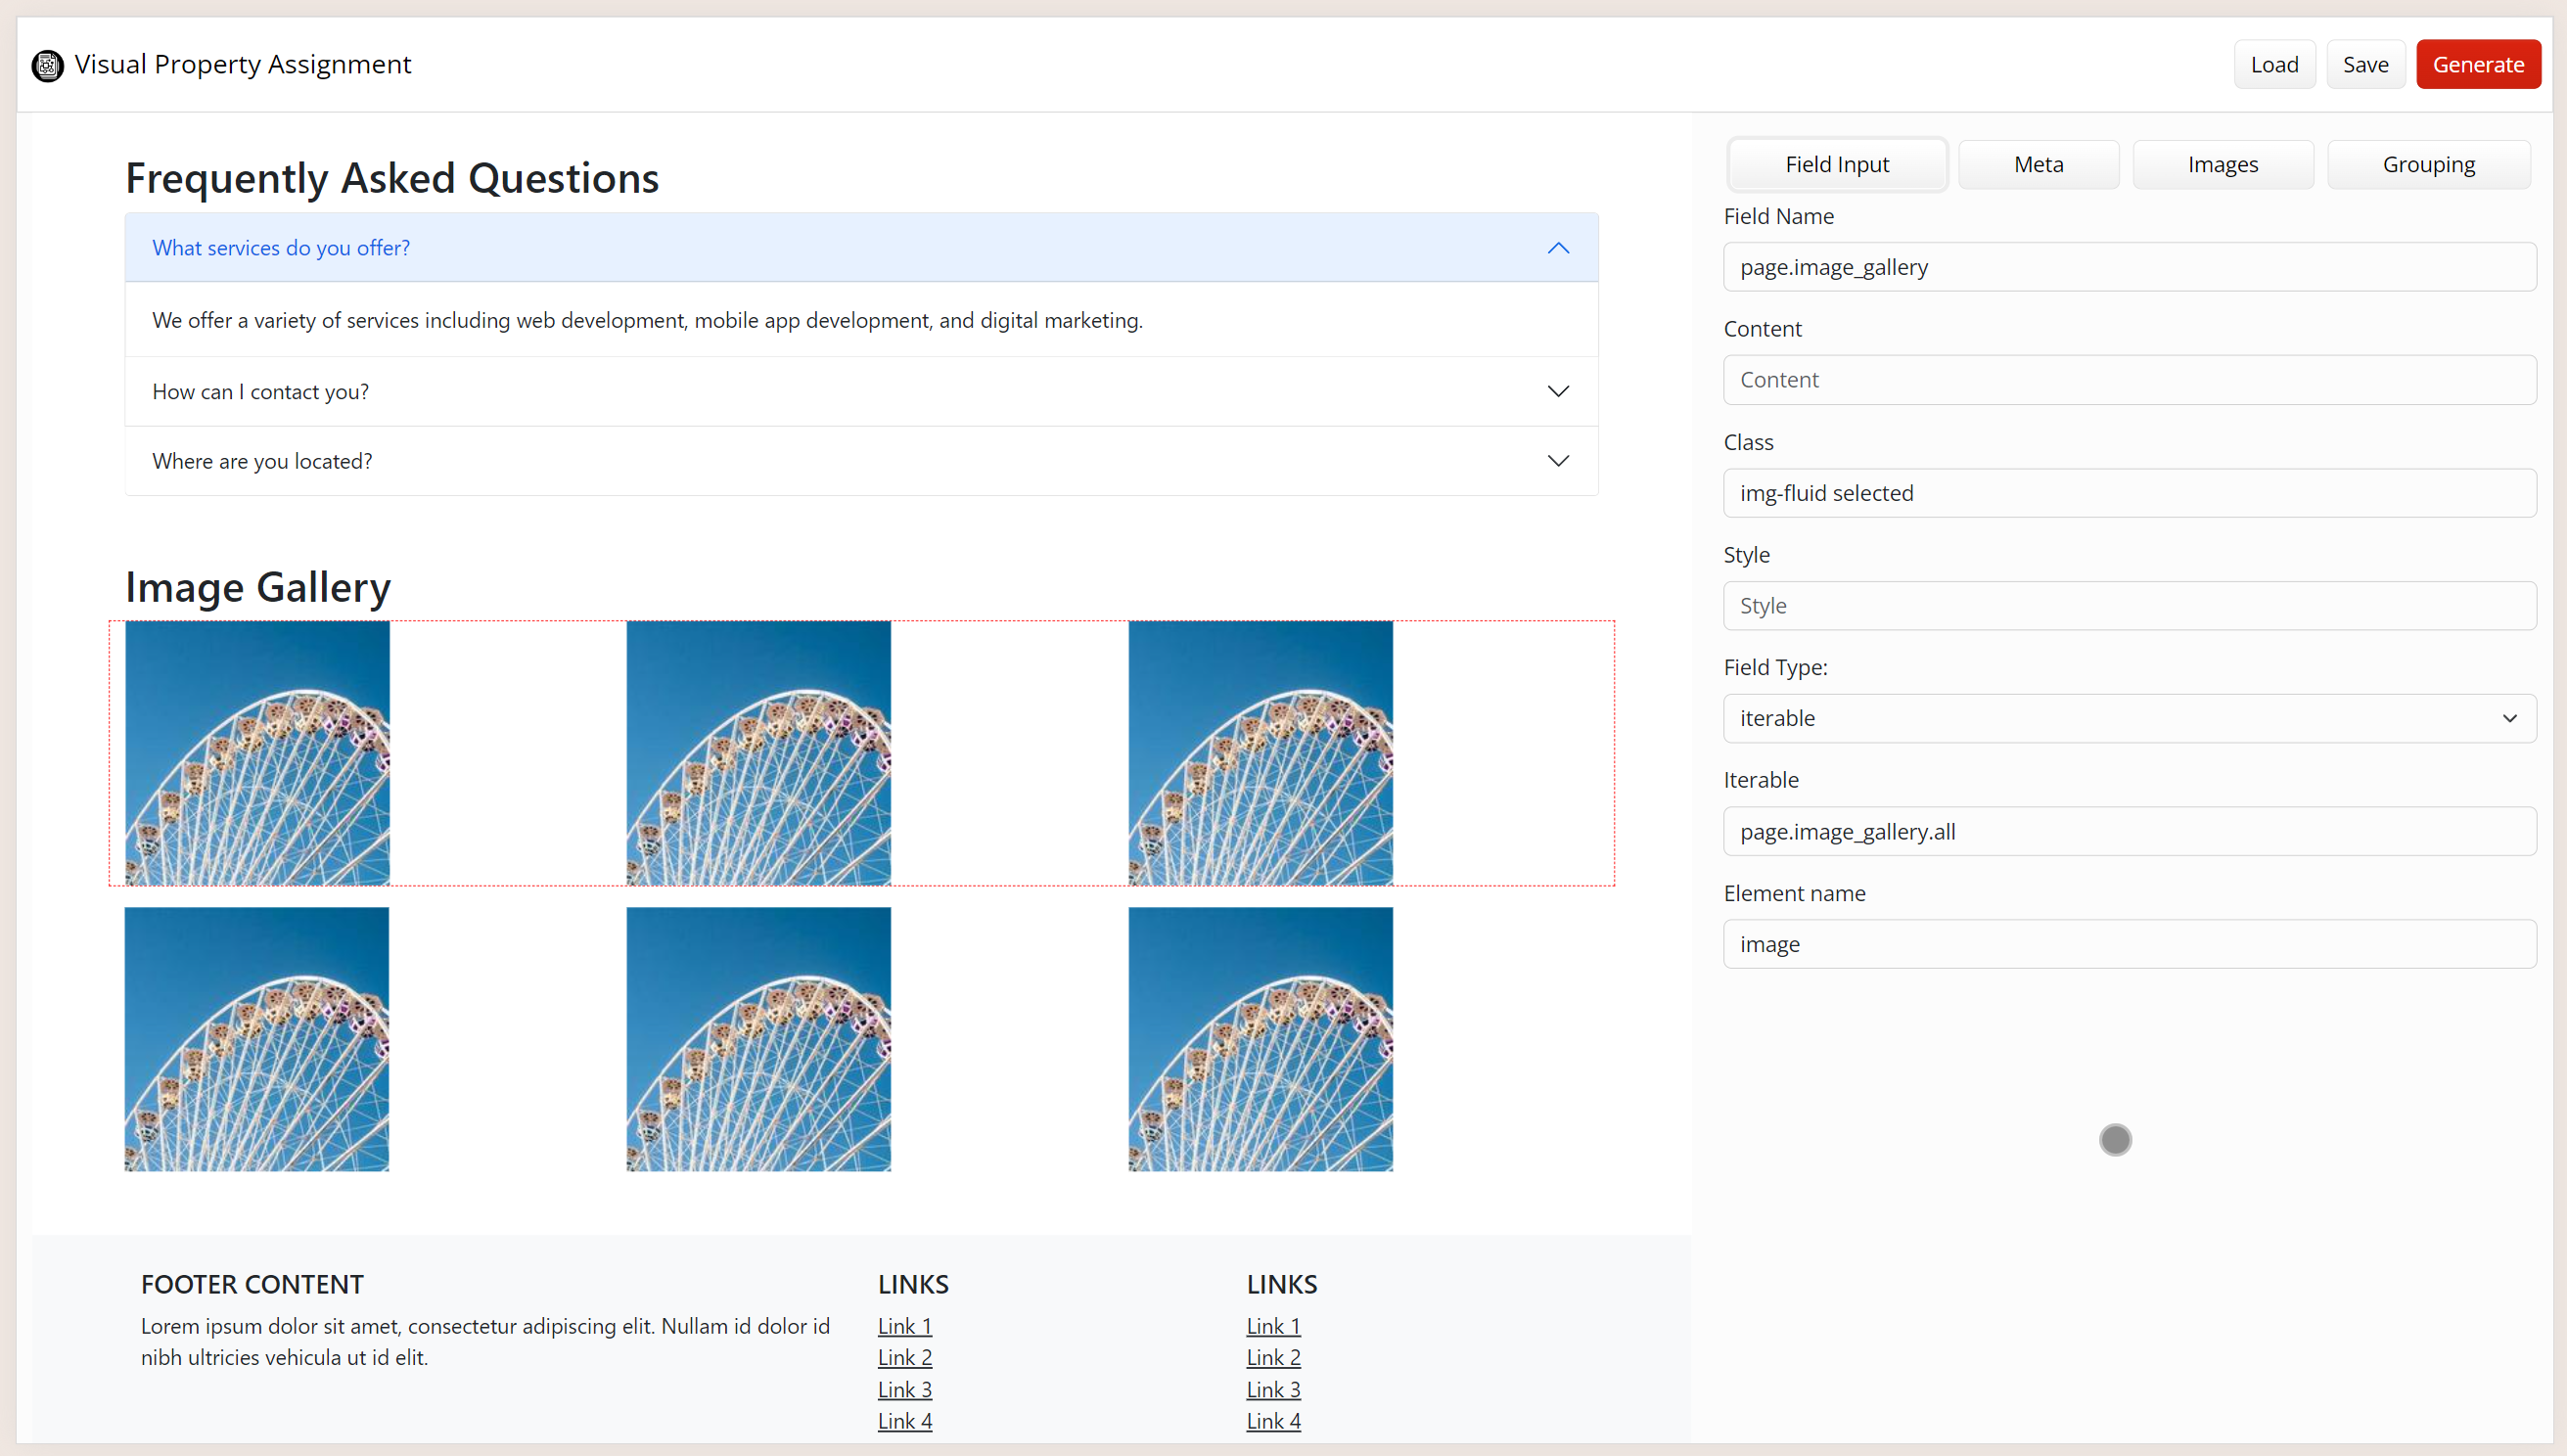 Visual Property Assignment
Load
Save
Generate
Frequently Asked Questions
What services do you offer?
We offer a variety of services including web development, mobile app development, and digital marketing.
How can I contact you?
Where are you located?
Image Gallery
FOOTER CONTENT
Lorem ipsum dolor sit amet, consectetur adipiscing elit. Nullam id dolor id
nibh ultricies vehicula ut id elit.
LINKS
Link 1
Link 2
Link 3
Link 4
LINKS
Link 1
Link 2
Link 3
Link 4
Field Input
Meta
Images
Grouping
Field Name
page.image_gallery
Content
Content
Class
img-fluid selected
Style
Style
Field Type:
iterable
Iterable
page.image_gallery.all
Element name
image